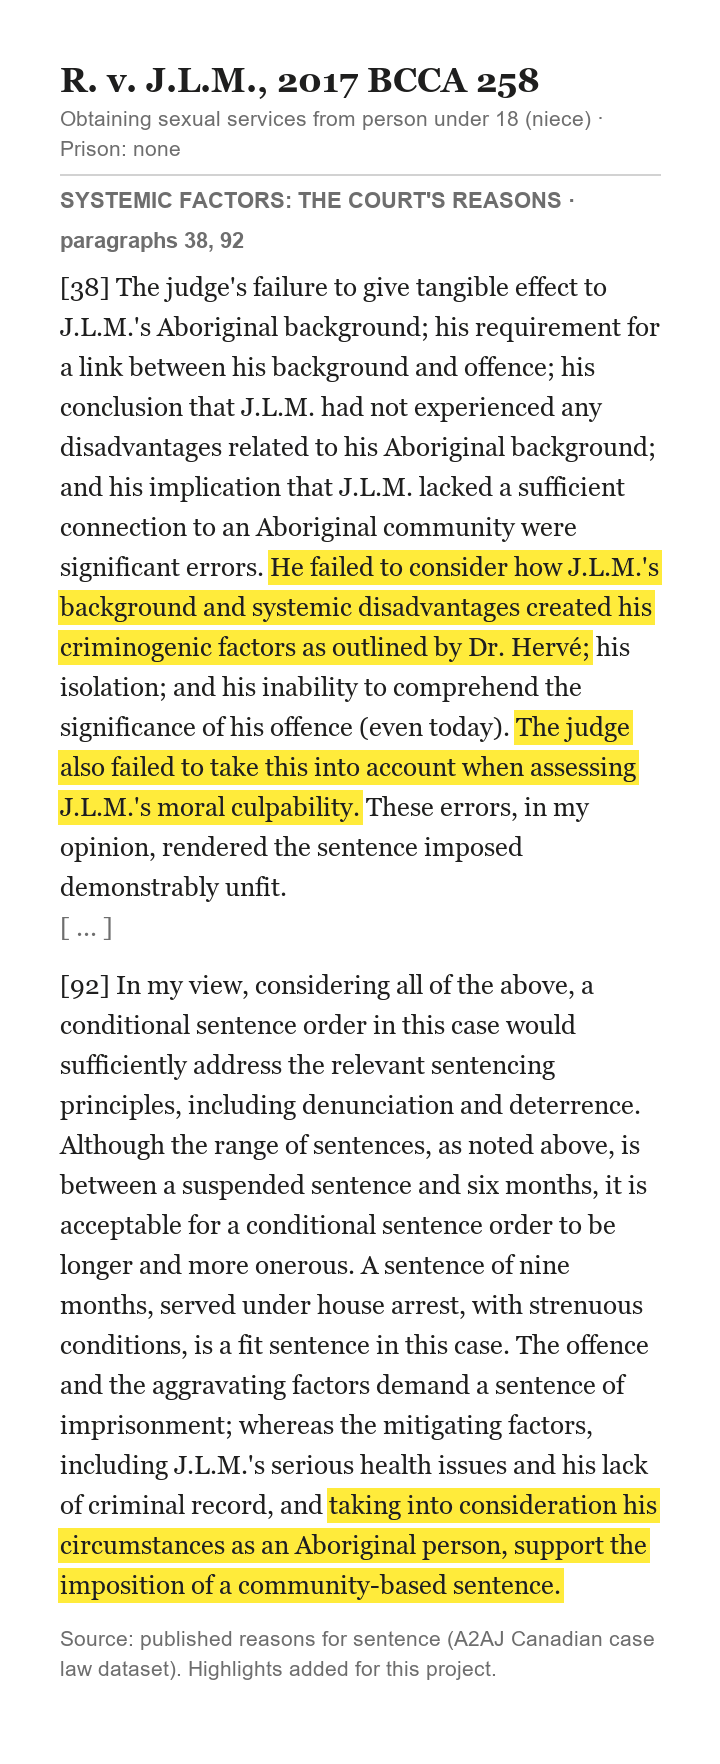 R. v. J.L.M., 2017 BCCA 258
Obtaining sexual services from person under 18 (niece) ·
Prison: none
SYSTEMIC FACTORS: THE COURT'S REASONS ·
paragraphs 38, 92
[38] The judge's failure to give tangible effect to
J.L.M.'s Aboriginal background; his requirement for
a link between his background and offence; his
conclusion that J.L.M. had not experienced any
disadvantages related to his Aboriginal background;
and his implication that J.L.M. lacked a sufficient
connection to an Aboriginal community were
significant errors. He failed to consider how J.L.M.'s
background and systemic disadvantages created his
criminogenic factors as outlined by Dr. Hervé; his
isolation; and his inability to comprehend the
significance of his offence (even today). The judge
also failed to take this into account when assessing
J.L.M.'s moral culpability. These errors, in my
opinion, rendered the sentence imposed
demonstrably unfit.
[ ... ]
[92] In my view, considering all of the above, a
conditional sentence order in this case would
sufficiently address the relevant sentencing
principles, including denunciation and deterrence.
Although the range of sentences, as noted above, is
between a suspended sentence and six months, it is
acceptable for a conditional sentence order to be
longer and more onerous. A sentence of nine
months, served under house arrest, with strenuous
conditions, is a fit sentence in this case. The offence
and the aggravating factors demand a sentence of
imprisonment; whereas the mitigating factors,
including J.L.M.'s serious health issues and his lack
of criminal record, and taking into consideration his
circumstances as an Aboriginal person, support the
imposition of a community-based sentence.
Source: published reasons for sentence (A2AJ Canadian case
law dataset). Highlights added for this project.